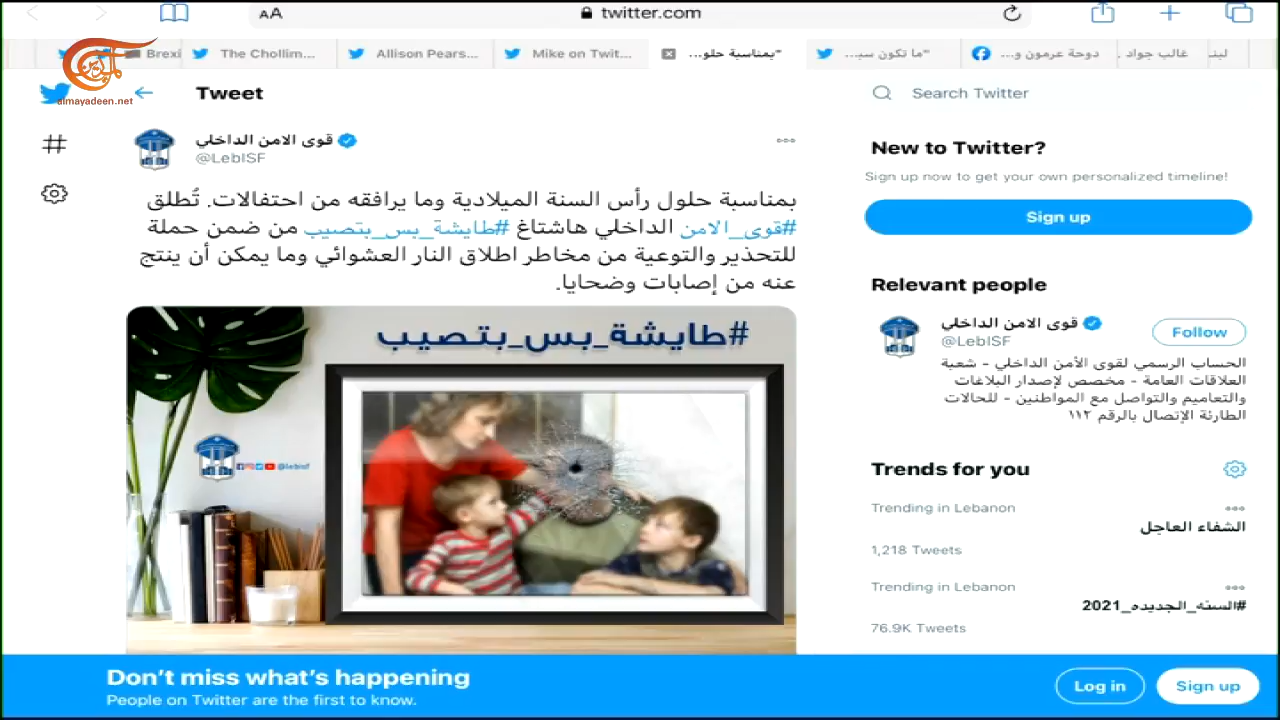 AA
twitter.com
Brexi
The Chollim...
Allison Pears...
Mike on Twit...
"بمناسبة حلو...
"ما تكون سبـ...
دوحة عرمون و...
غالب جواد
لبنـ
almayadeen.net
Tweet
Search Twitter
قوى الامن الداخلي
@LebISF
بمناسبة حلول رأس السنة الميلادية وما يرافقه من احتفالات. تُطلق
#قوى_الامن الداخلي هاشتاغ #طايشة_بس_بتصيب من ضمن حملة
للتحذير والتوعية من مخاطر اطلاق النار العشوائي وما يمكن أن ينتج
عنه من إصابات وضحايا.
#طايشة_بس_بتصيب
@lebisf
New to Twitter?
Sign up now to get your own personalized timeline!
Sign up
Relevant people
قوى الامن الداخلي
@LebISF
Follow
الحساب الرسمي لقوى الأمن الداخلي - شعبة
العلاقات العامة - مخصص لإصدار البلاغات
والتعاميم والتواصل مع المواطنين - للحالات
الطارئة الإتصال بالرقم ١١٢
Trends for you
Trending in Lebanon
الشفاء العاجل
1,218 Tweets
Trending in Lebanon
#السنه_الجديده_2021
76.9K Tweets
Don't miss what's happening
People on Twitter are the first to know.
Log in
Sign up